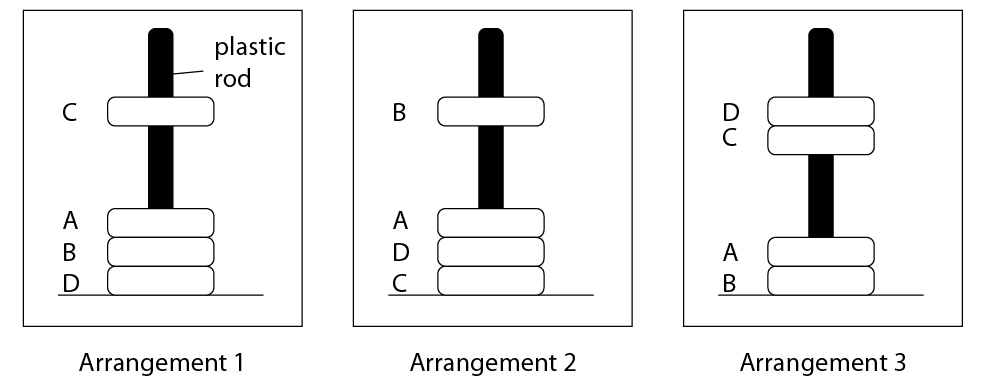 plastic
rod
C
A
B
D
Arrangement 1
B
A
D
C
Arrangement 2
D
C
A
B
Arrangement 3